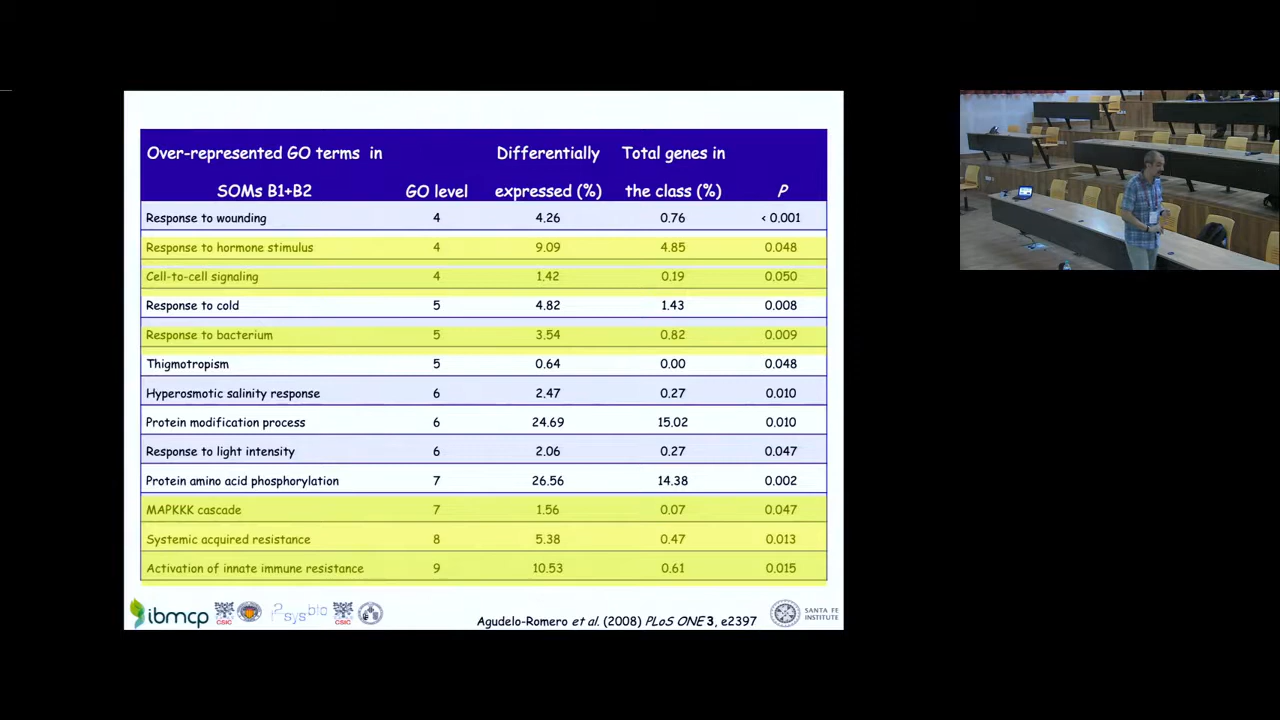 Over-represented GO terms in Differentially Total genes in
SOMs B1+B2 GO level expressed (%) the class (%) P
Response to wounding 4 4.26 0.76 < 0.001
Response to hormone stimulus 4 9.09 4.85 0.048
Cell-to-cell signaling 4 1.42 0.19 0.050
Response to cold 5 4.82 1.43 0.008
Response to bacterium 5 3.54 0.82 0.009
Thigmotropism 5 0.64 0.00 0.048
Hyperosmotic salinity response 6 2.47 0.27 0.010
Protein modification process 6 24.69 15.02 0.010
Response to light intensity 6 2.06 0.27 0.047
Protein amino acid phosphorylation 7 26.56 14.38 0.002
MAPKKK cascade 7 1.56 0.07 0.047
Systemic acquired resistance 8 5.38 0.47 0.013
Activation of innate immune resistance 9 10.53 0.61 0.015
ibmcp CSIC i2sysbio CSIC
Agudelo-Romero et al. (2008) PLoS ONE 3, e2397
SANTA FE
INSTITUTE